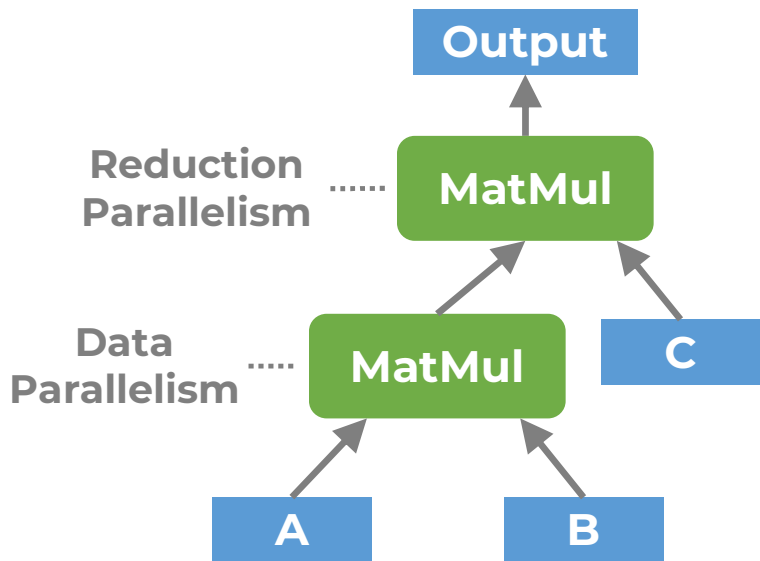 Output
Reduction
Parallelism
MatMul
Data
Parallelism
MatMul
C
A
B